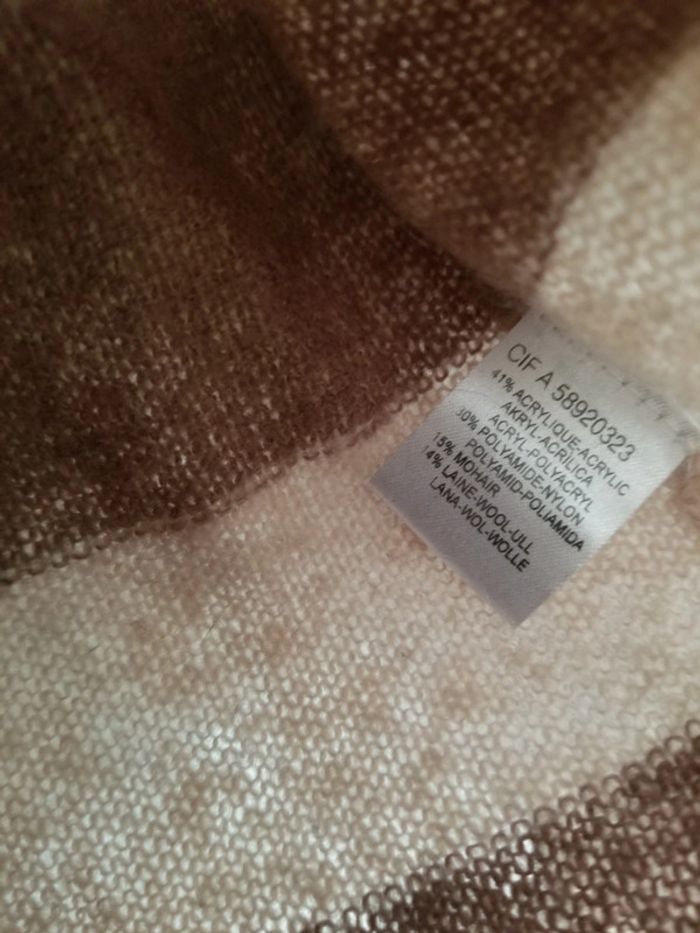 CIF A 58920323
41% ACRYLIQUE-ACRYLIC
AKRYL-ACRÍLICA
ACRYL-POLYACRYL
30% POLYAMIDE-NYLON
POLYAMID-POLIAMIDA
15% MOHAIR
14% LAINE-WOOL-ULL
LANA-WOL-WOLLE